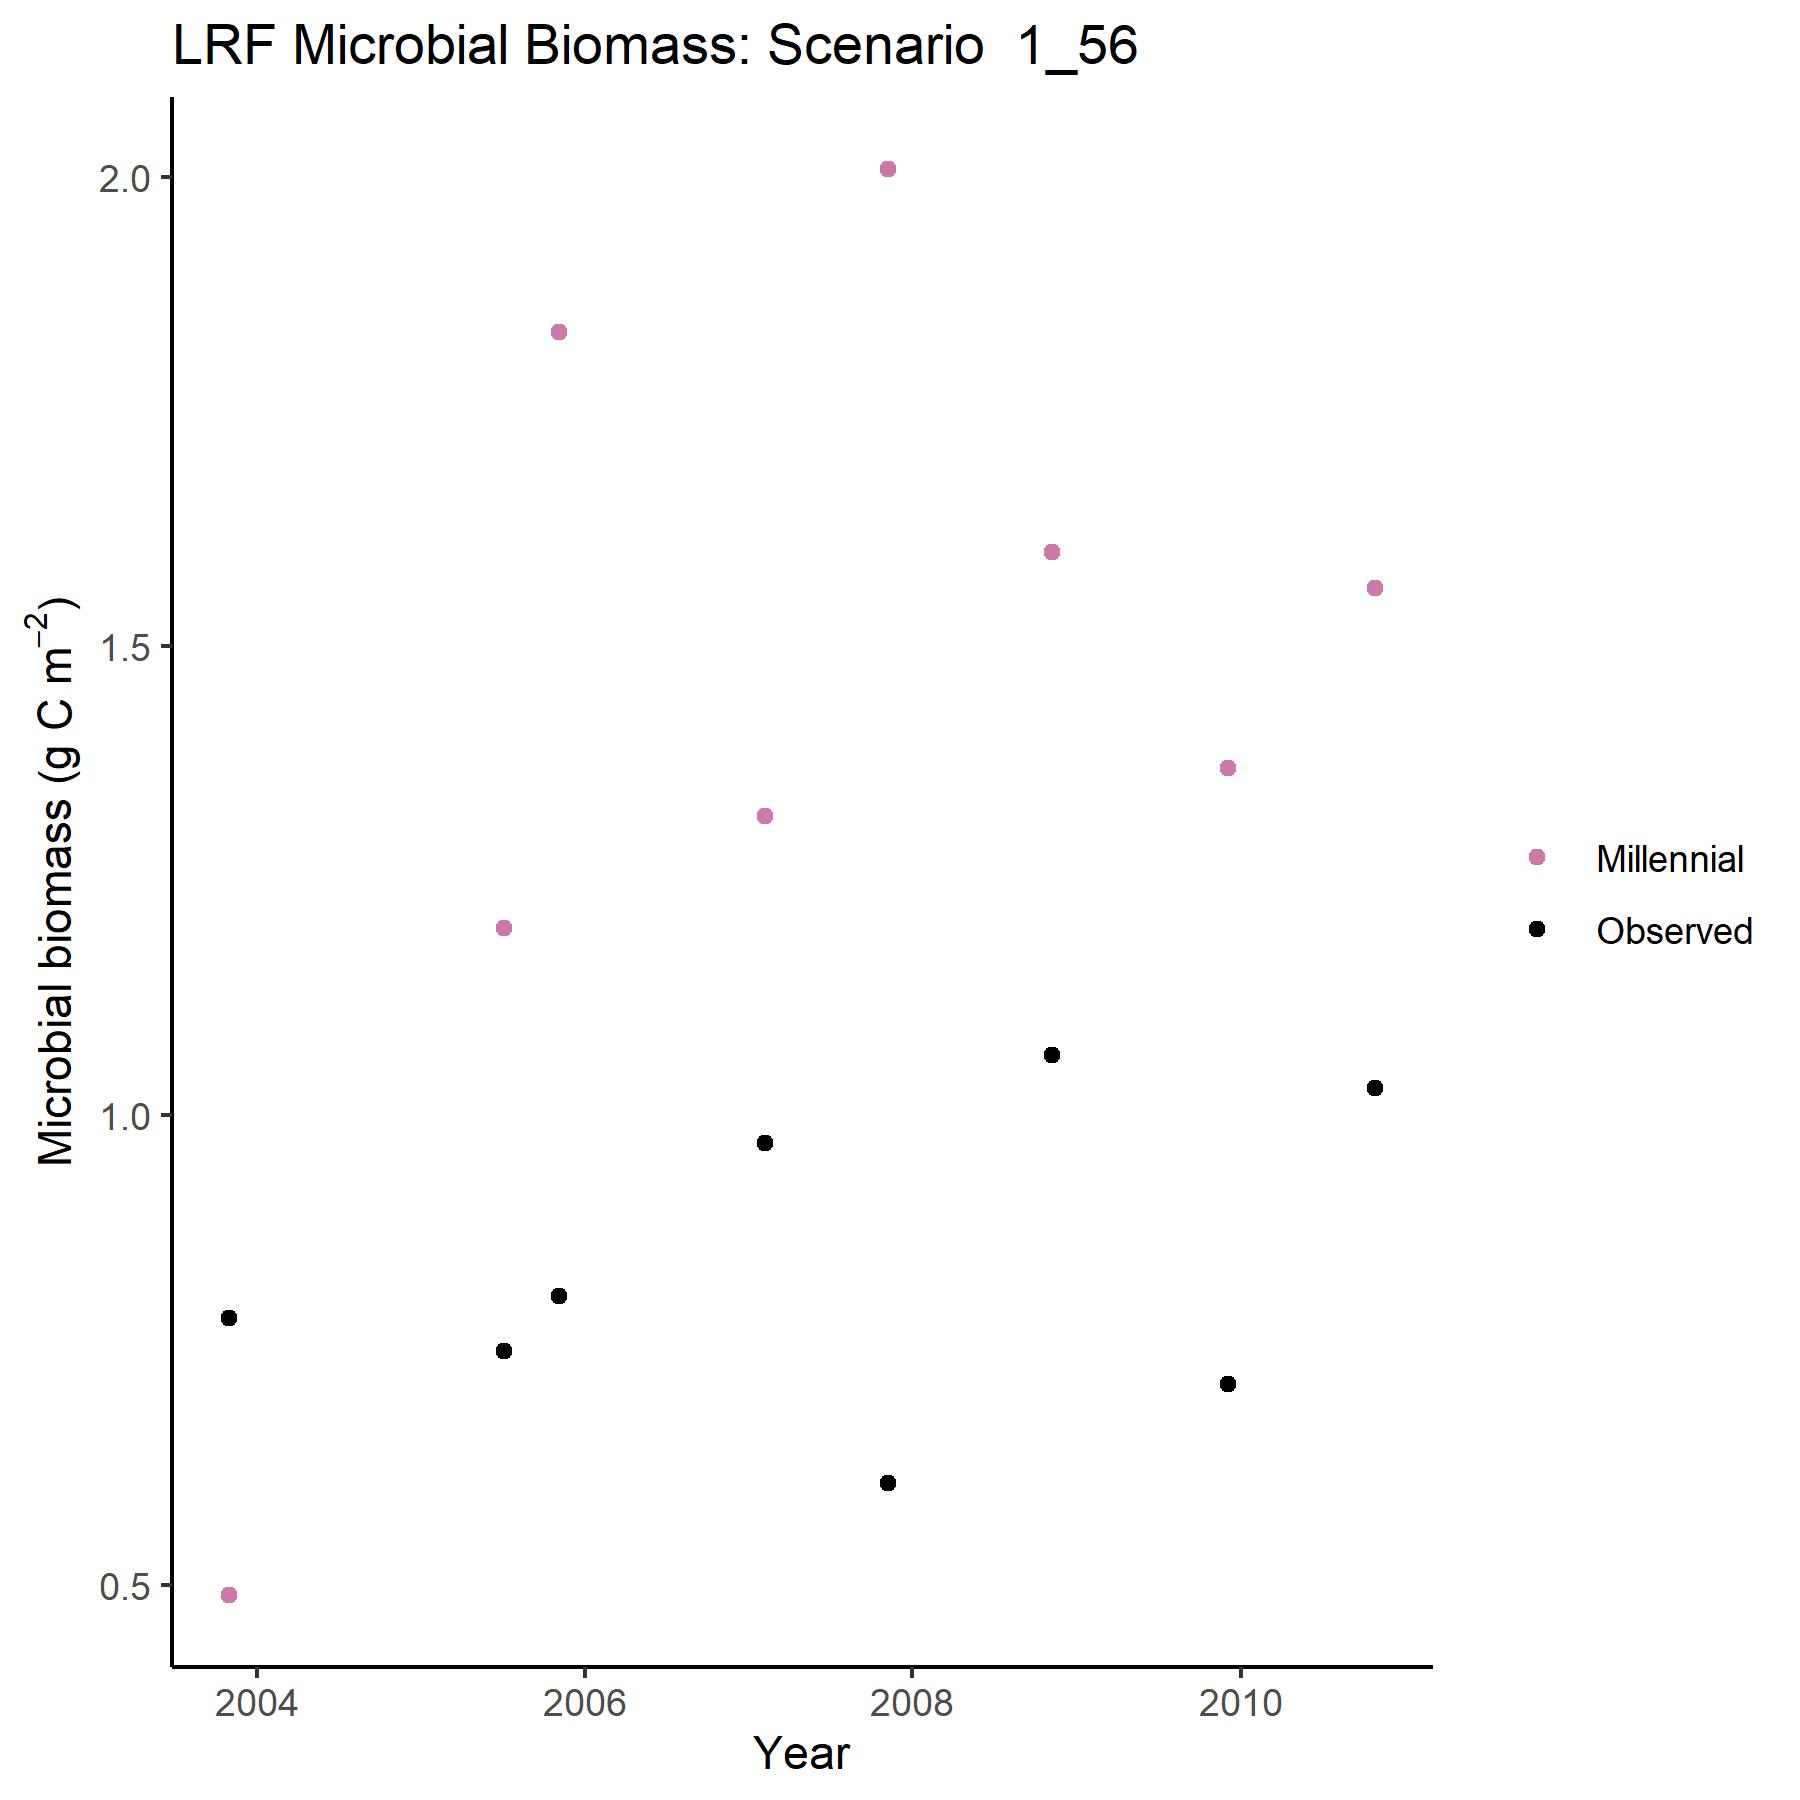 LRF Microbial Biomass: Scenario  1_56
Microbial biomass (g C m⁻²)
2.0
1.5
1.0
0.5
2004 2006 2008 2010
Year
Millennial
Observed